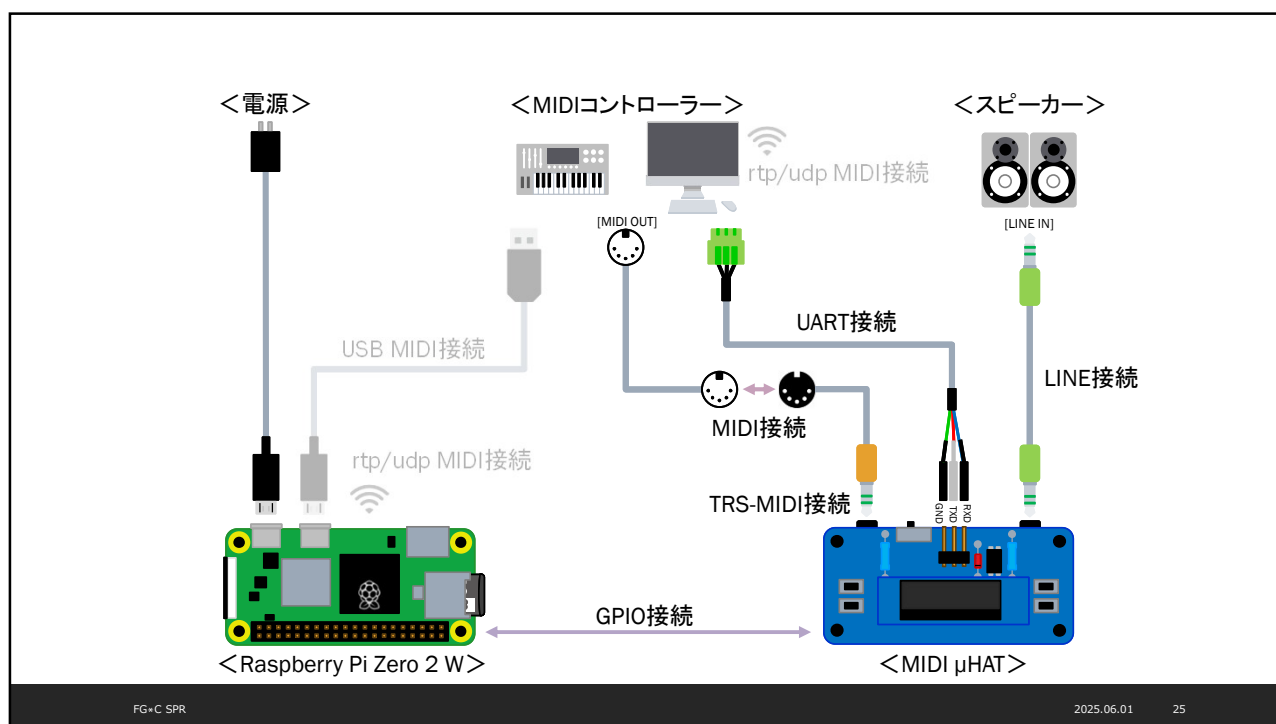 ＜電源＞
＜MIDIコントローラー＞
＜スピーカー＞
rtp/udp MIDI接続
[MIDI OUT]
[LINE IN]
UART接続
USB MIDI接続
LINE接続
MIDI接続
rtp/udp MIDI接続
TRS-MIDI接続
GND
TXD
RXD
GPIO接続
＜Raspberry Pi Zero 2 W＞
＜MIDI μHAT＞
FG*C SPR
2025.06.01
25